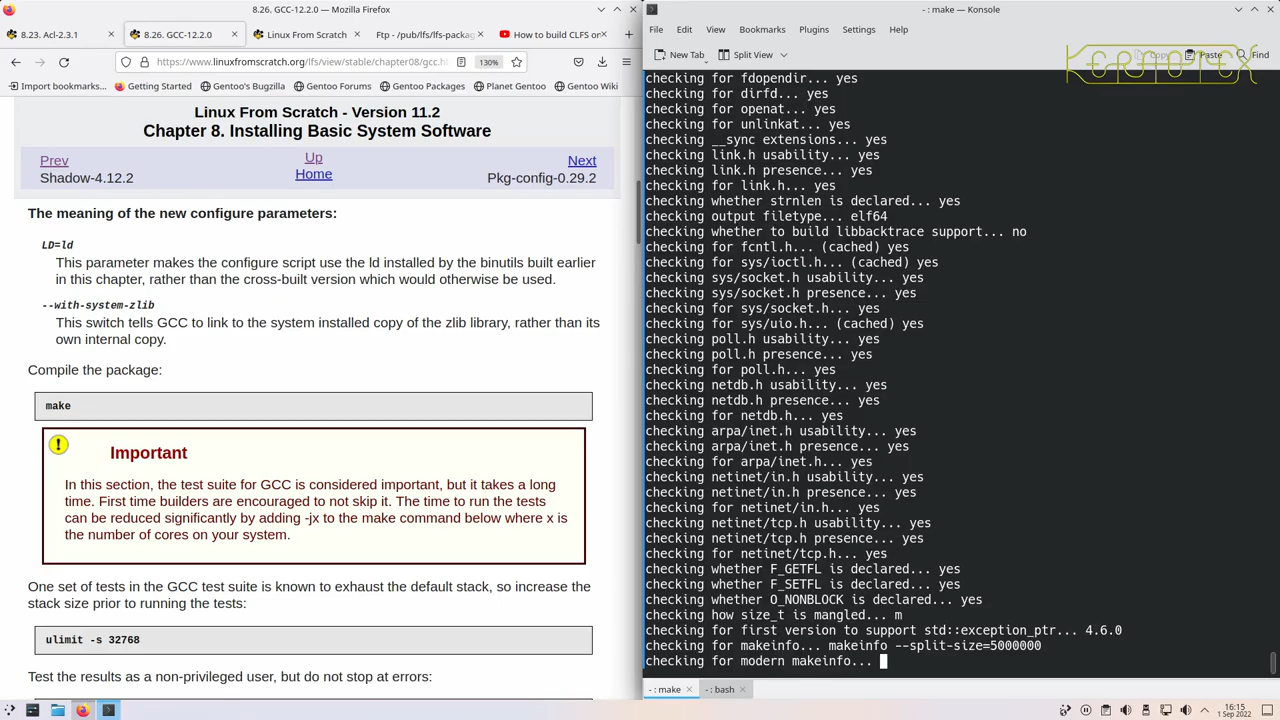 8.26. GCC-12.2.0 — Mozilla Firefox
8.23. Acl-2.3.1
8.26. GCC-12.2.0
Linux From Scratch
Ftp - /pub/lfs/lfs-packag
How to build CLFS on
https://www.linuxfromscratch.org/lfs/view/stable/chapter08/gcc.h
130%
Import bookmarks...
Getting Started
Gentoo's Bugzilla
Gentoo Forums
Gentoo Packages
Planet Gentoo
Gentoo Wiki
Linux From Scratch - Version 11.2
Chapter 8. Installing Basic System Software
Prev
Up
Next
Shadow-4.12.2
Home
Pkg-config-0.29.2
The meaning of the new configure parameters:
LD=ld
This parameter makes the configure script use the ld installed by the binutils built earlier
in this chapter, rather than the cross-built version which would otherwise be used.
--with-system-zlib
This switch tells GCC to link to the system installed copy of the zlib library, rather than its
own internal copy.
Compile the package:
make
!
Important
In this section, the test suite for GCC is considered important, but it takes a long
time. First time builders are encouraged to not skip it. The time to run the tests
can be reduced significantly by adding -jx to the make command below where x is
the number of cores on your system.
One set of tests in the GCC test suite is known to exhaust the default stack, so increase the
stack size prior to running the tests:
ulimit -s 32768
Test the results as a non-privileged user, but do not stop at errors:
- : make — Konsole
File Edit View Bookmarks Plugins Settings Help
New Tab
Split View
Copy
Paste
Find
KERNOTEX
checking for fdopendir... yes
checking for dirfd... yes
checking for openat... yes
checking for unlinkat... yes
checking __sync extensions... yes
checking link.h usability... yes
checking link.h presence... yes
checking for link.h... yes
checking whether strnlen is declared... yes
checking output filetype... elf64
checking whether to build libbacktrace support... no
checking for fcntl.h... (cached) yes
checking for sys/ioctl.h... (cached) yes
checking sys/socket.h usability... yes
checking sys/socket.h presence... yes
checking for sys/socket.h... yes
checking for sys/uio.h... (cached) yes
checking poll.h usability... yes
checking poll.h presence... yes
checking for poll.h... yes
checking netdb.h usability... yes
checking netdb.h presence... yes
checking for netdb.h... yes
checking arpa/inet.h usability... yes
checking arpa/inet.h presence... yes
checking for arpa/inet.h... yes
checking netinet/in.h usability... yes
checking netinet/in.h presence... yes
checking for netinet/in.h... yes
checking netinet/tcp.h usability... yes
checking netinet/tcp.h presence... yes
checking for netinet/tcp.h... yes
checking whether F_GETFL is declared... yes
checking whether F_SETFL is declared... yes
checking whether O_NONBLOCK is declared... yes
checking how size_t is mangled... m
checking for first version to support std::exception_ptr... 4.6.0
checking for makeinfo... makeinfo --split-size=5000000
checking for modern makeinfo...
- : make
- : bash
16:15
1 Sep 2022